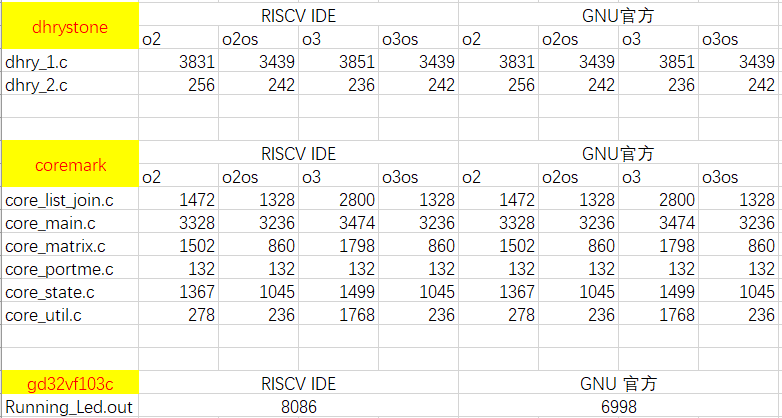 dhrystone RISCV IDE GNU官方
o2 o2os o3 o3os o2 o2os o3 o3os
dhry_1.c 3831 3439 3851 3439 3831 3439 3851 3439
dhry_2.c 256 242 236 242 256 242 236 242
coremark RISCV IDE GNU官方
o2 o2os o3 o3os o2 o2os o3 o3os
core_list_join.c 1472 1328 2800 1328 1472 1328 2800 1328
core_main.c 3328 3236 3474 3236 3328 3236 3474 3236
core_matrix.c 1502 860 1798 860 1502 860 1798 860
core_portme.c 132 132 132 132 132 132 132 132
core_state.c 1367 1045 1499 1045 1367 1045 1499 1045
core_util.c 278 236 1768 236 278 236 1768 236
gd32vf103c RISCV IDE GNU 官方
Running_Led.out 8086 6998